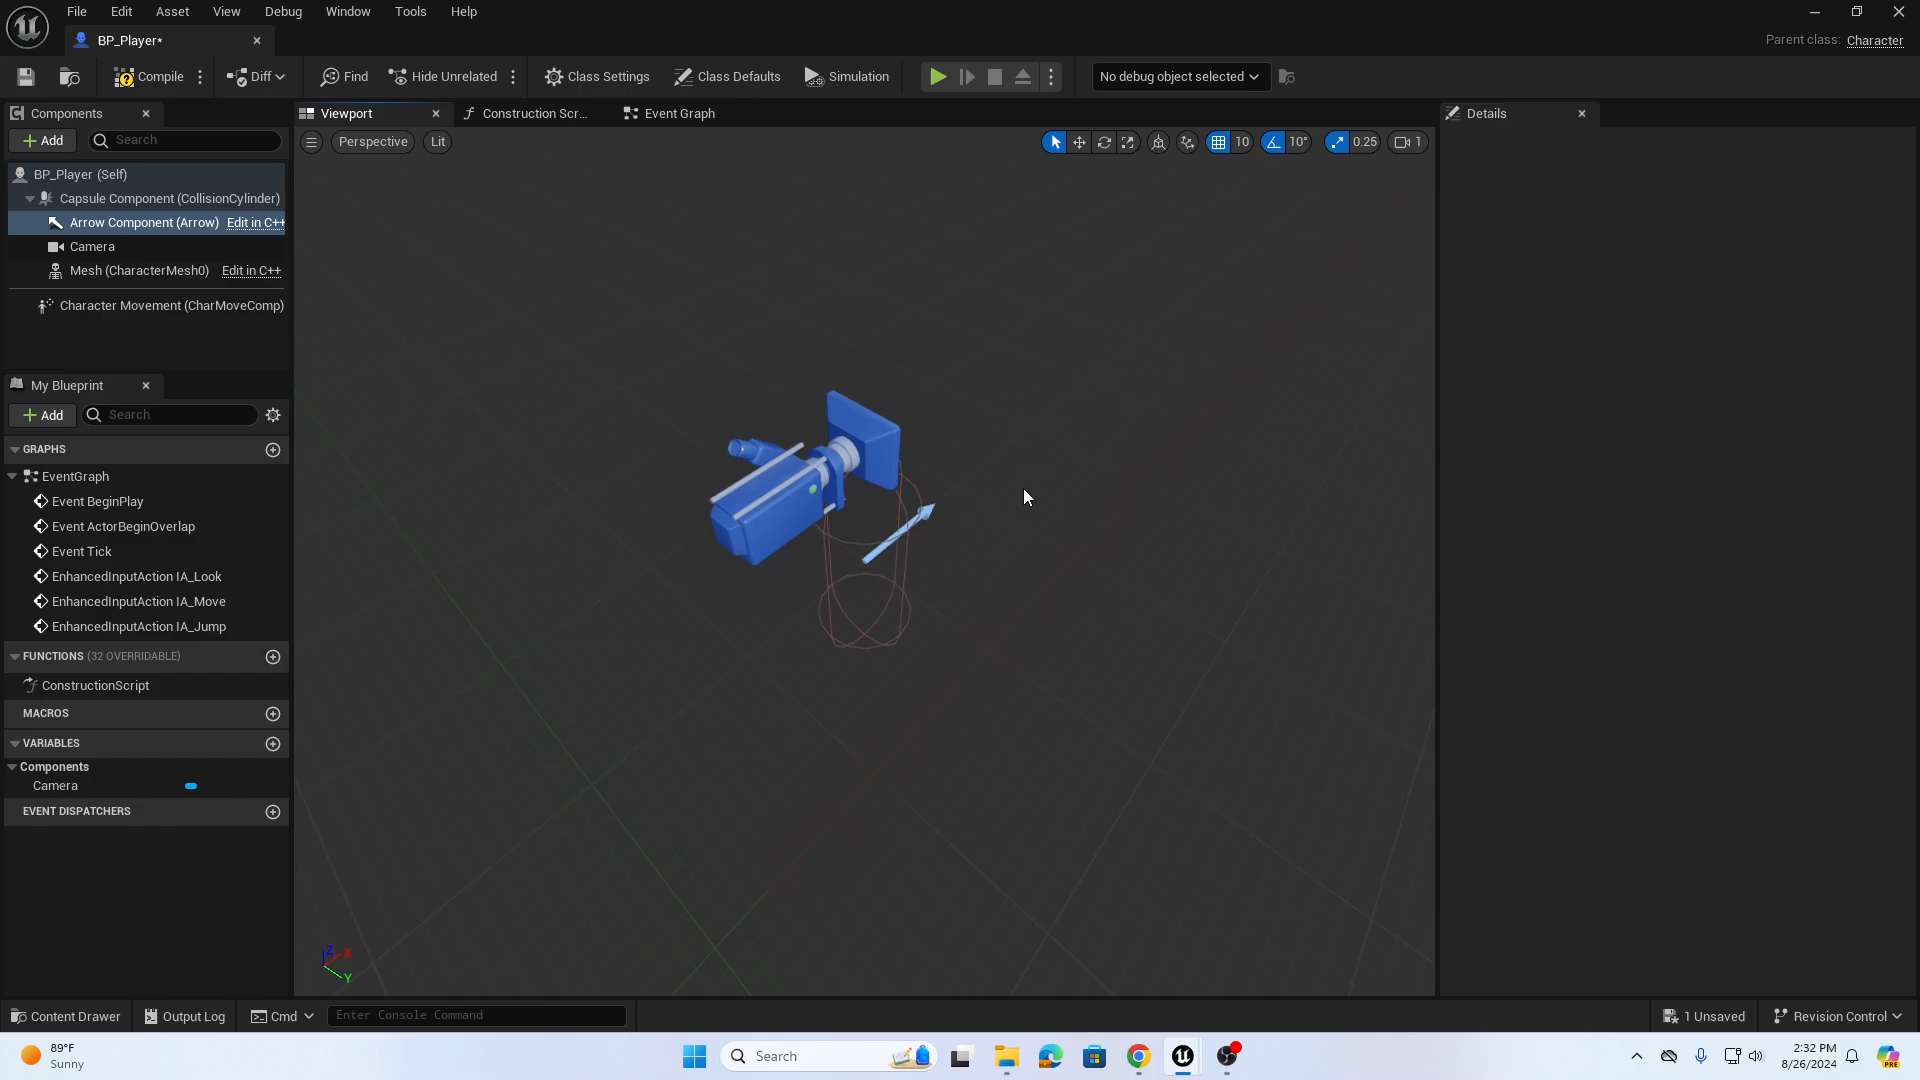 File Edit Asset View Debug Window Tools Help
BP_Player*
Parent class: Character
Compile Diff Find Hide Unrelated Class Settings Class Defaults Simulation No debug object selected
Components Viewport Construction Scr... Event Graph Details
Add Search
Perspective Lit 10 10° 0.25 1
BP_Player (Self)
Capsule Component (CollisionCylinder)
Arrow Component (Arrow) Edit in C++
Camera
Mesh (CharacterMesh0) Edit in C++
Character Movement (CharMoveComp)
My Blueprint
Add Search
GRAPHS
EventGraph
Event BeginPlay
Event ActorBeginOverlap
Event Tick
EnhancedInputAction IA_Look
EnhancedInputAction IA_Move
EnhancedInputAction IA_Jump
FUNCTIONS (32 OVERRIDABLE)
ConstructionScript
MACROS
VARIABLES
Components
Camera
EVENT DISPATCHERS
Z X
Y
Content Drawer Output Log Cmd Enter Console Command 1 Unsaved Revision Control
89°F
Sunny
Search
2:32 PM
8/26/2024
PRE